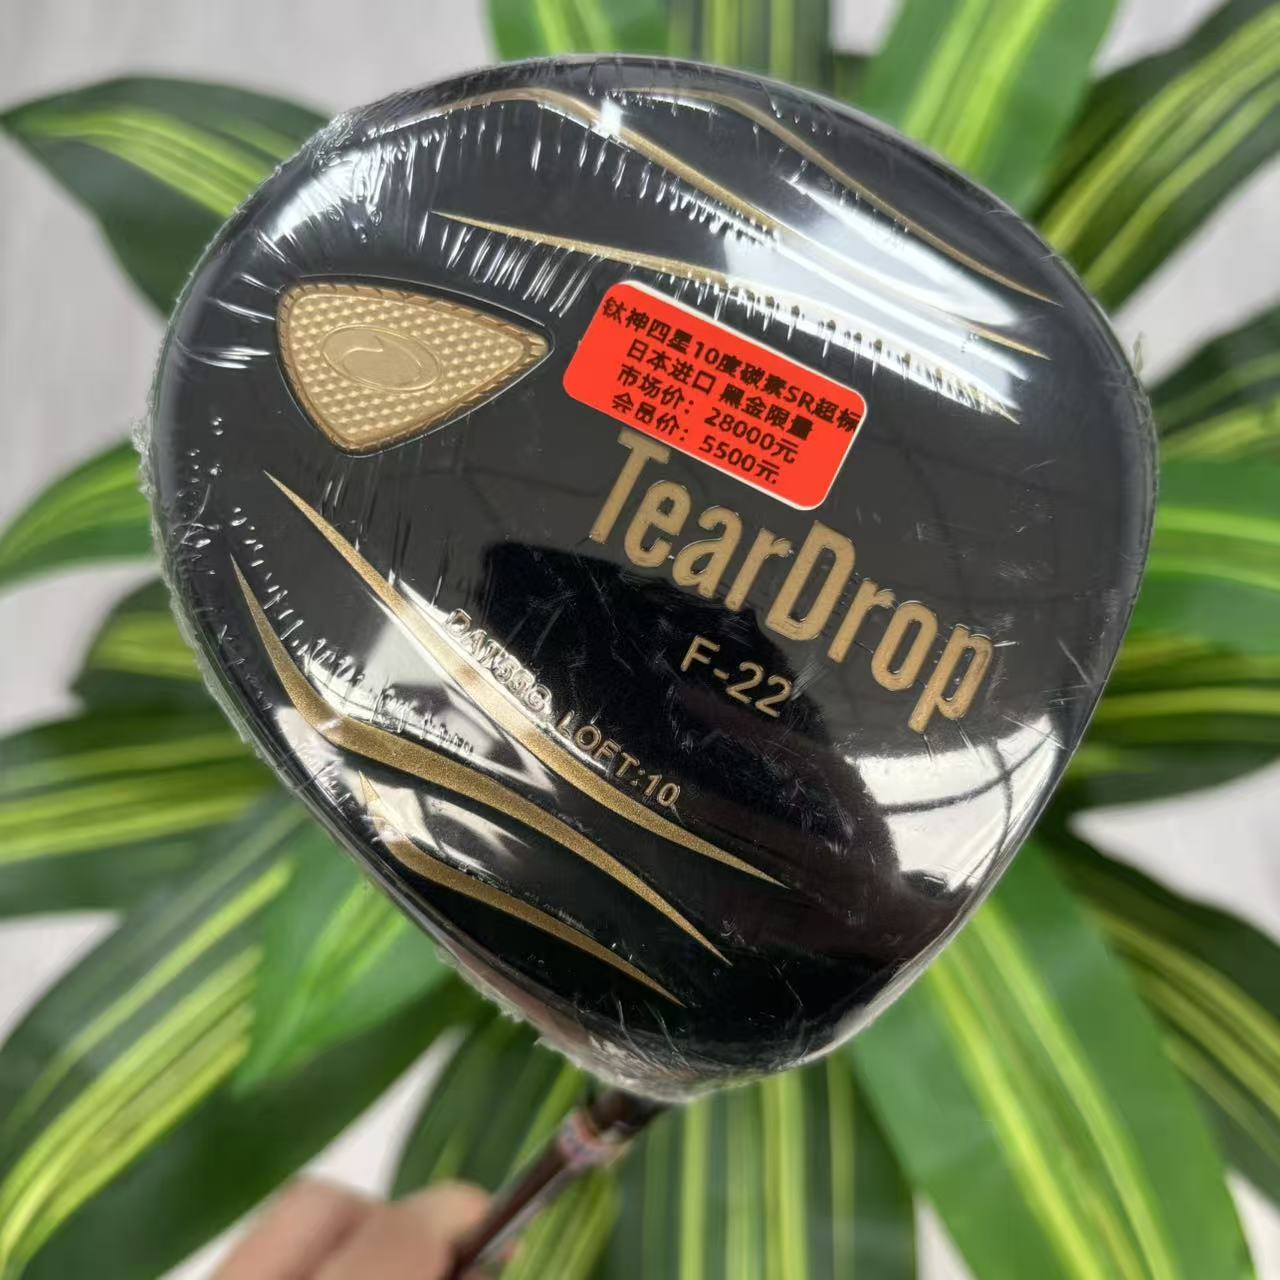 钛神四星10度碳素SR超标
日本进口 黑金限量
市场价：28000元
会员价：5500元
TearDrop
F-22
DAT55G LOFT:10